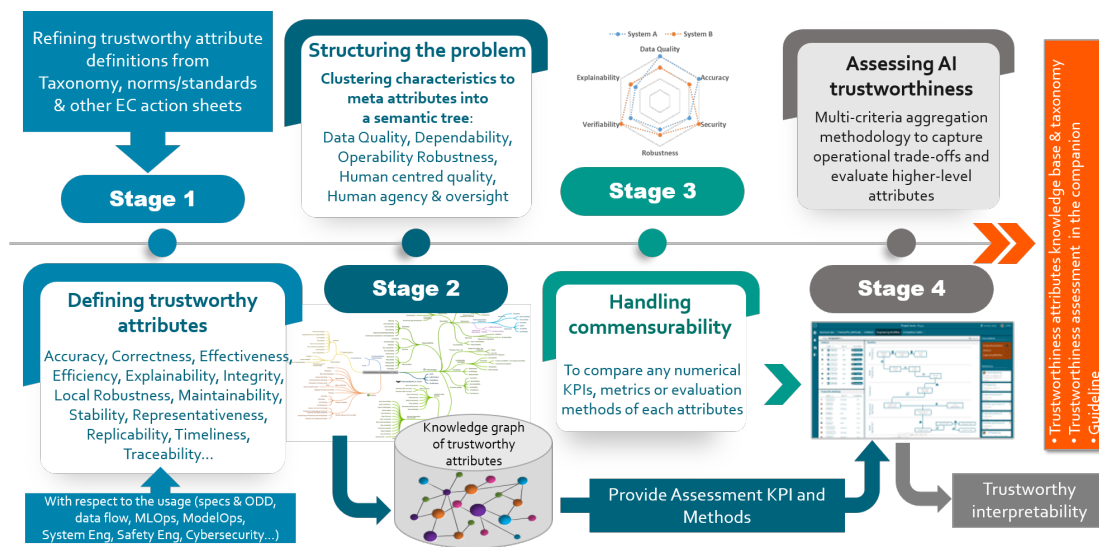 Refining trustworthy attribute
definitions from
Taxonomy, norms/standards
& other EC action sheets
Stage 1
Defining trustworthy
attributes
Accuracy, Correctness, Effectiveness,
Efficiency, Explainability, Integrity,
Local Robustness, Maintainability,
Stability, Representativeness,
Replicability, Timeliness,
Traceability...
With respect to the usage (specs & ODD,
data flow, MLOps, ModelOps,
System Eng, Safety Eng, Cybersecurity...)
Structuring the problem
Clustering characteristics to
meta attributes into
a semantic tree:
Data Quality, Dependability,
Operability Robustness,
Human centred quality,
Human agency & oversight
Stage 2
Knowledge graph
of trustworthy
attributes
System A
System B
Data Quality
Explainability
Accuracy
Verifiability
Security
Robustness
Stage 3
Handling
commensurability
To compare any numerical
KPIs, metrics or evaluation
methods of each attributes
Provide Assessment KPI and
Methods
Assessing AI
trustworthiness
Multi-criteria aggregation
methodology to capture
operational trade-offs and
evaluate higher-level
attributes
Stage 4
Trustworthy
interpretability
• Trustworthiness attributes knowledge base & taxonomy
• Trustworthiness assessment in the companion
• Guideline